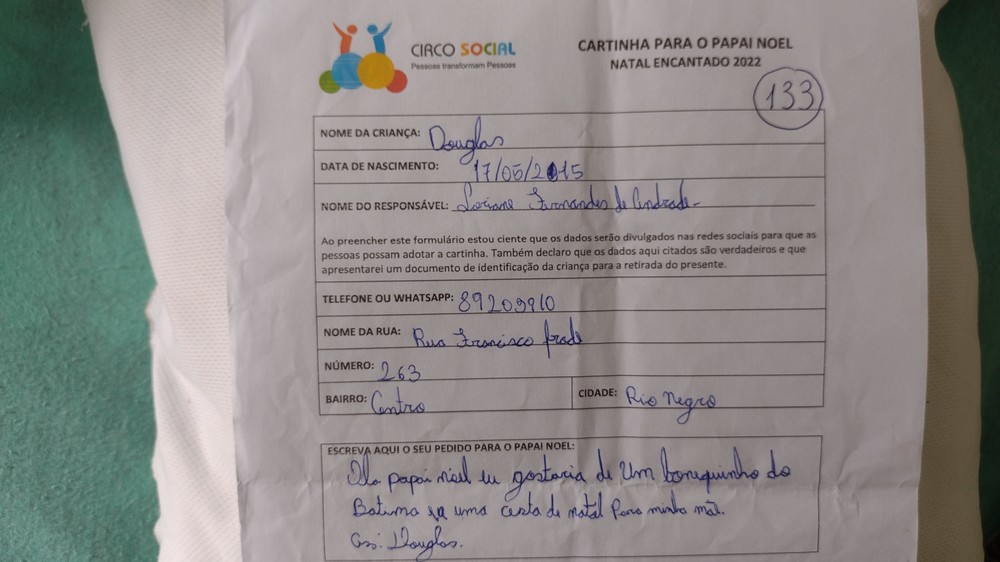 CIRCO SOCIAL
Pessoas transformam Pessoas
CARTINHA PARA O PAPAI NOEL
NATAL ENCANTADO 2022
133
NOME DA CRIANÇA: Douglas
DATA DE NASCIMENTO: 17/05/2015
NOME DO RESPONSÁVEL: Fernandes de Andrade
Ao preencher este formulário estou ciente que os dados serão divulgados nas redes sociais para que as
pessoas possam adotar a cartinha. Também declaro que os dados aqui citados são verdadeiros e que
apresentarei um documento de identificação da criança para a retirada do presente.
TELEFONE OU WHATSAPP: 89209910
NOME DA RUA: Rua Francisco
NÚMERO: 263
BAIRRO: Centro CIDADE: Rio Negro
ESCREVA AQUI O SEU PEDIDO PARA O PAPAI NOEL:
Ola papai noel eu gostaria de Um bonequinho do
Batima uma cesta de natal Para minha mãe.
ass: Douglas.